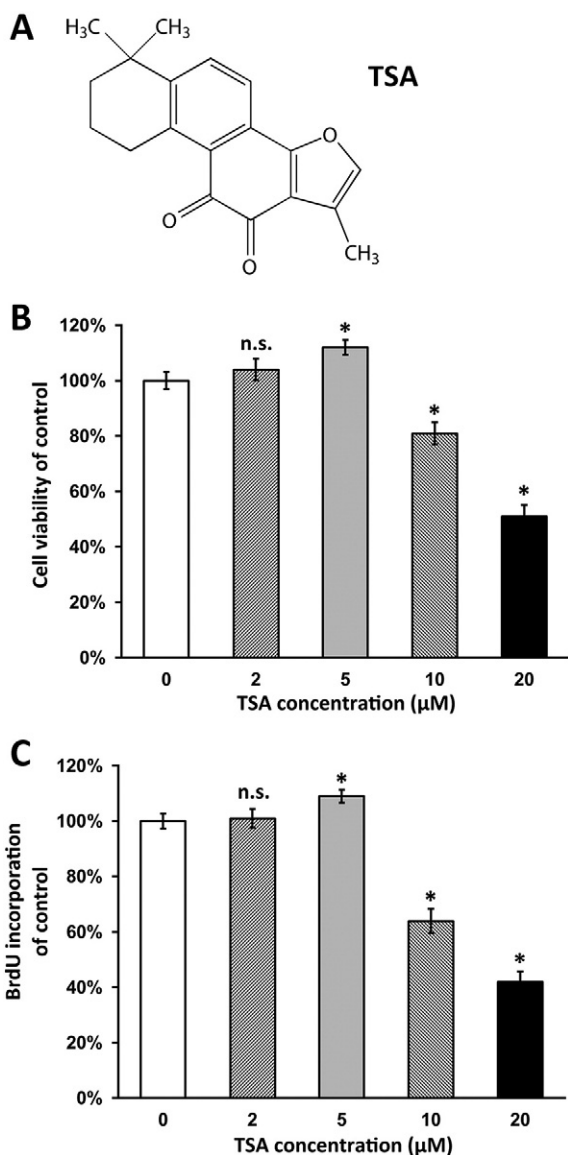 A
H₃C CH₃
TSA
O
O
O
CH₃
B
Cell viability of control
120%
100%
80%
60%
40%
20%
0%
n.s.
*
*
*
0 2 5 10 20
TSA concentration (μM)
C
BrdU incorporation
of control
120%
100%
80%
60%
40%
20%
0%
n.s.
*
*
*
0 2 5 10 20
TSA concentration (μM)